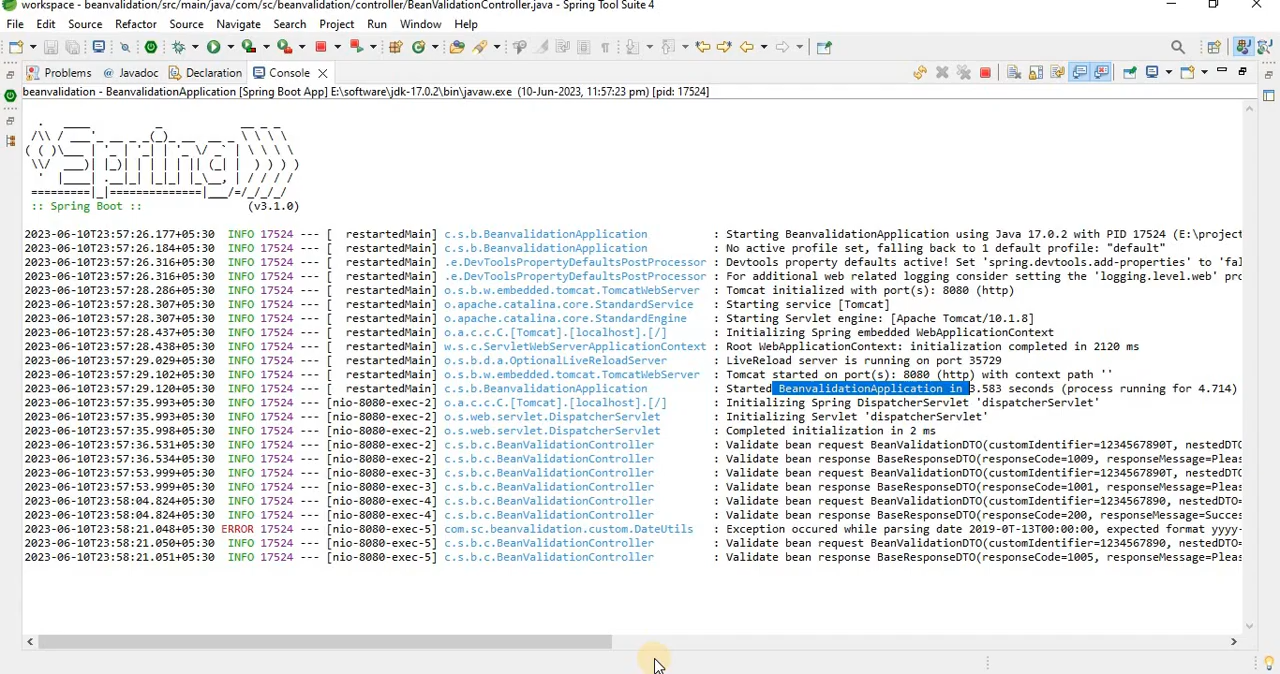 workspace - beanvalidation/src/main/java/com/sc/beanvalidation/controller/BeanValidationController.java - Spring Tool Suite 4
File Edit Source Refactor Source Navigate Search Project Run Window Help
Problems @ Javadoc Declaration Console
beanvalidation - BeanvalidationApplication [Spring Boot App] E:\software\jdk-17.0.2\bin\javaw.exe (10-Jun-2023, 11:57:23 pm) [pid: 17524]
Spring
:: Spring Boot :: (v3.1.0)
2023-06-10T23:57:26.177+05:30 INFO 17524 --- [ restartedMain] c.s.b.BeanvalidationApplication : Starting BeanvalidationApplication using Java 17.0.2 with PID 17524 (E:\project
2023-06-10T23:57:26.184+05:30 INFO 17524 --- [ restartedMain] c.s.b.BeanvalidationApplication : No active profile set, falling back to 1 default profile: "default"
2023-06-10T23:57:26.316+05:30 INFO 17524 --- [ restartedMain] .e.DevToolsPropertyDefaultsPostProcessor : Devtools property defaults active! Set 'spring.devtools.add-properties' to 'fal
2023-06-10T23:57:26.316+05:30 INFO 17524 --- [ restartedMain] .e.DevToolsPropertyDefaultsPostProcessor : For additional web related logging consider setting the 'logging.level.web' pro
2023-06-10T23:57:28.286+05:30 INFO 17524 --- [ restartedMain] o.s.b.w.embedded.tomcat.TomcatWebServer : Tomcat initialized with port(s): 8080 (http)
2023-06-10T23:57:28.307+05:30 INFO 17524 --- [ restartedMain] o.apache.catalina.core.StandardService : Starting service [Tomcat]
2023-06-10T23:57:28.307+05:30 INFO 17524 --- [ restartedMain] o.apache.catalina.core.StandardEngine : Starting Servlet engine: [Apache Tomcat/10.1.8]
2023-06-10T23:57:28.437+05:30 INFO 17524 --- [ restartedMain] o.a.c.c.C.[Tomcat].[localhost].[/] : Initializing Spring embedded WebApplicationContext
2023-06-10T23:57:28.438+05:30 INFO 17524 --- [ restartedMain] w.s.c.ServletWebServerApplicationContext : Root WebApplicationContext: initialization completed in 2120 ms
2023-06-10T23:57:29.029+05:30 INFO 17524 --- [ restartedMain] o.s.b.d.a.OptionalLiveReloadServer : LiveReload server is running on port 35729
2023-06-10T23:57:29.102+05:30 INFO 17524 --- [ restartedMain] o.s.b.w.embedded.tomcat.TomcatWebServer : Tomcat started on port(s): 8080 (http) with context path ''
2023-06-10T23:57:29.120+05:30 INFO 17524 --- [ restartedMain] c.s.b.BeanvalidationApplication : Started BeanvalidationApplication in 3.583 seconds (process running for 4.714)
2023-06-10T23:57:35.993+05:30 INFO 17524 --- [nio-8080-exec-2] o.a.c.c.C.[Tomcat].[localhost].[/] : Initializing Spring DispatcherServlet 'dispatcherServlet'
2023-06-10T23:57:35.993+05:30 INFO 17524 --- [nio-8080-exec-2] o.s.web.servlet.DispatcherServlet : Initializing Servlet 'dispatcherServlet'
2023-06-10T23:57:35.998+05:30 INFO 17524 --- [nio-8080-exec-2] o.s.web.servlet.DispatcherServlet : Completed initialization in 2 ms
2023-06-10T23:57:36.531+05:30 INFO 17524 --- [nio-8080-exec-2] c.s.b.c.BeanValidationController : Validate bean request BeanValidationDTO(customIdentifier=1234567890T, nestedDTO
2023-06-10T23:57:36.534+05:30 INFO 17524 --- [nio-8080-exec-2] c.s.b.c.BeanValidationController : Validate bean response BaseResponseDTO(responseCode=1009, responseMessage=Pleas
2023-06-10T23:57:53.999+05:30 INFO 17524 --- [nio-8080-exec-3] c.s.b.c.BeanValidationController : Validate bean request BeanValidationDTO(customIdentifier=1234567890T, nestedDTO
2023-06-10T23:57:53.999+05:30 INFO 17524 --- [nio-8080-exec-3] c.s.b.c.BeanValidationController : Validate bean response BaseResponseDTO(responseCode=1001, responseMessage=Pleas
2023-06-10T23:58:04.824+05:30 INFO 17524 --- [nio-8080-exec-4] c.s.b.c.BeanValidationController : Validate bean request BeanValidationDTO(customIdentifier=1234567890, nestedDTO=
2023-06-10T23:58:04.824+05:30 INFO 17524 --- [nio-8080-exec-4] c.s.b.c.BeanValidationController : Validate bean response BaseResponseDTO(responseCode=200, responseMessage=Succes
2023-06-10T23:58:21.048+05:30 ERROR 17524 --- [nio-8080-exec-5] com.sc.beanvalidation.custom.DateUtils : Exception occured while parsing date 2019-0T-13T00:00:00, expected format yyyy-
2023-06-10T23:58:21.050+05:30 INFO 17524 --- [nio-8080-exec-5] c.s.b.c.BeanValidationController : Validate bean request BeanValidationDTO(customIdentifier=1234567890, nestedDTO=
2023-06-10T23:58:21.051+05:30 INFO 17524 --- [nio-8080-exec-5] c.s.b.c.BeanValidationController : Validate bean response BaseResponseDTO(responseCode=1005, responseMessage=Pleas